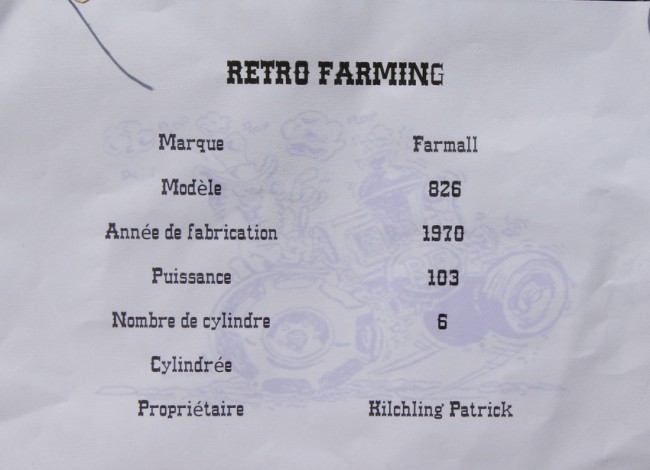 RETRO FARMING
Marque Farmall
Modèle 826
Année de fabrication 1970
Puissance 103
Nombre de cylindre 6
Cylindrée
Propriétaire Kilchling Patrick